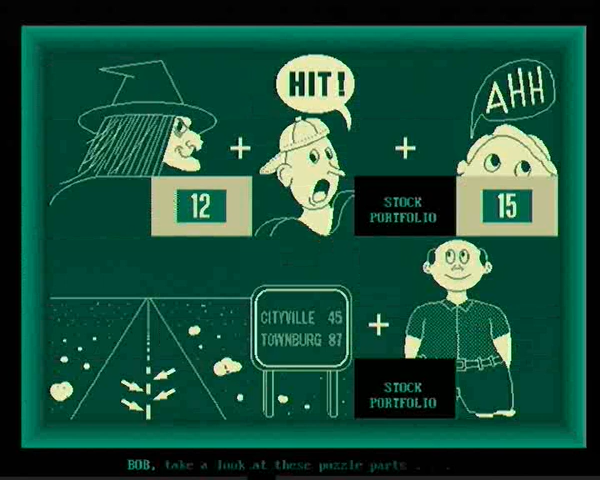 HIT!
AHH
12
STOCK
PORTFOLIO
15
CITYVILLE 45
TOWNBURG 87
STOCK
PORTFOLIO
BOB, take a look at these puzzle parts . . . .